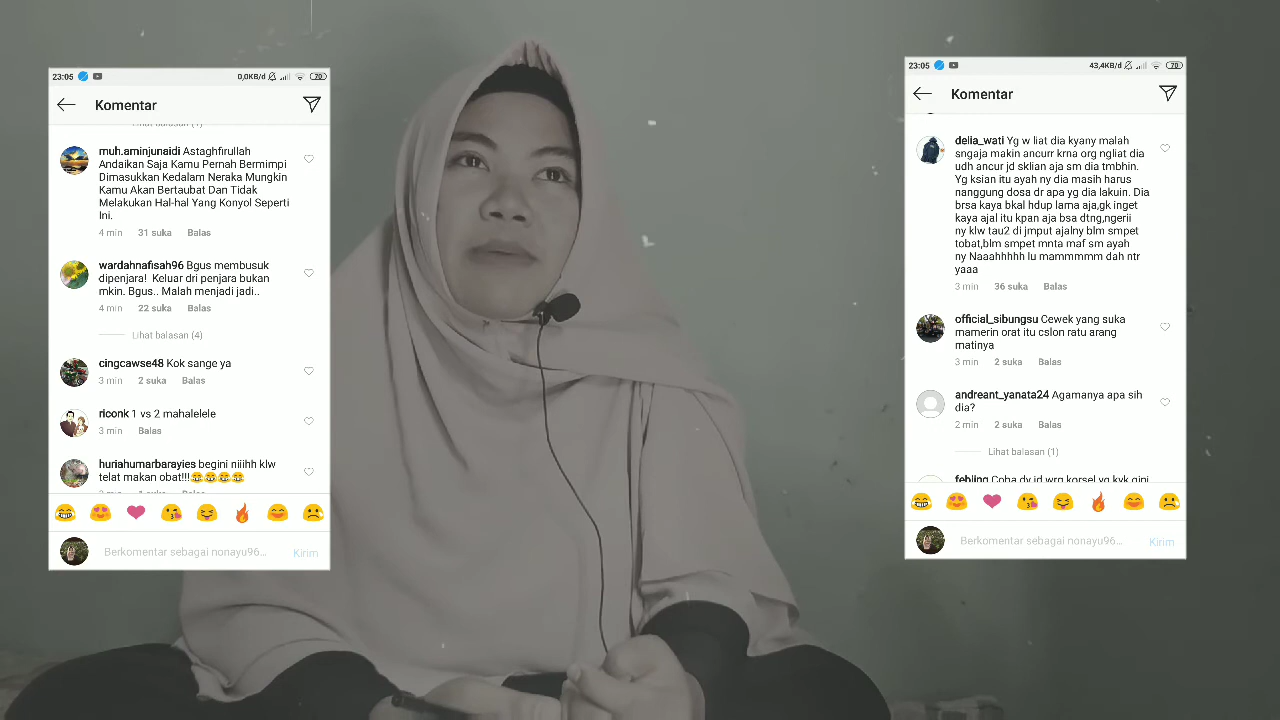 23:05
0,0KB/d
70
Komentar
muh.aminjunaidi Astaghfirullah
Andaikan Saja Kamu Pernah Bermimpi
Dimasukkan Kedalam Neraka Mungkin
Kamu Akan Bertaubat Dan Tidak
Melakukan Hal-hal Yang Konyol Seperti
Ini.
4 min 31 suka Balas
wardahnafisah96 Bgus membusuk
dipenjara! Keluar dri penjara bukan
mkin. Bgus.. Malah menjadi jadi..
4 min 22 suka Balas
Lihat balasan (4)
cingcawse48 Kok sange ya
3 min 2 suka Balas
riconk 1 vs 2 mahalelele
3 min Balas
huriahumarbarayies begini niiihh klw
telat makan obat!!!😂😂😂😂
Berkomentar sebagai nonayu96...
Kirim
23:05
43,4KB/d
70
Komentar
delia_wati Yg w liat dia kyany malah
sngaja makin ancurr krna org ngliat dia
udh ancur jd sklian aja sm dia tmbhin.
Yg ksian itu ayah ny dia masih harus
nanggung dosa dr apa yg dia lakuin. Dia
brsa kaya bkal hdup lama aja,gk inget
kaya ajal itu kpan aja bsa dtng,ngerii
ny klw tau2 di jmput ajalny blm smpet
tobat,blm smpet mnta maf sm ayah
ny Naaahhhhh lu mammmmm dah ntr
yaaa
3 min 36 suka Balas
official_sibungsu Cewek yang suka
mamerin orat itu cslon ratu arang
matinya
3 min 2 suka Balas
andreant_yanata24 Agamanya apa sih
dia?
2 min 2 suka Balas
Lihat balasan (1)
Berkomentar sebagai nonayu96...
Kirim